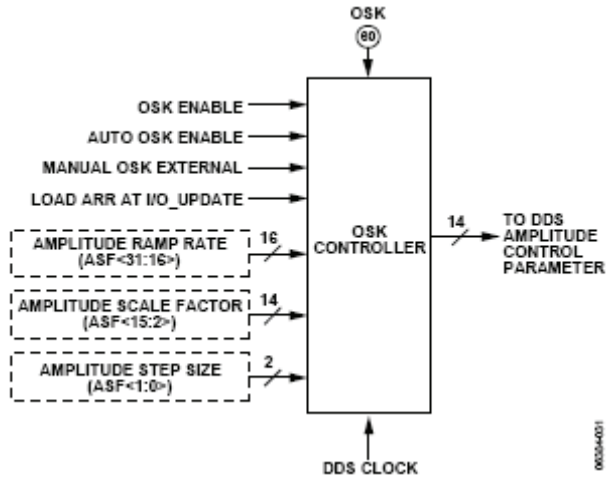 OSK
60
OSK ENABLE
AUTO OSK ENABLE
MANUAL OSK EXTERNAL
LOAD ARR AT I/O_UPDATE
AMPLITUDE RAMP RATE
(ASF<31:16>)
16
AMPLITUDE SCALE FACTOR
(ASF<15:2>)
14
AMPLITUDE STEP SIZE
(ASF<1:0>)
2
OSK
CONTROLLER
14
TO DDS
AMPLITUDE
CONTROL
PARAMETER
DDS CLOCK